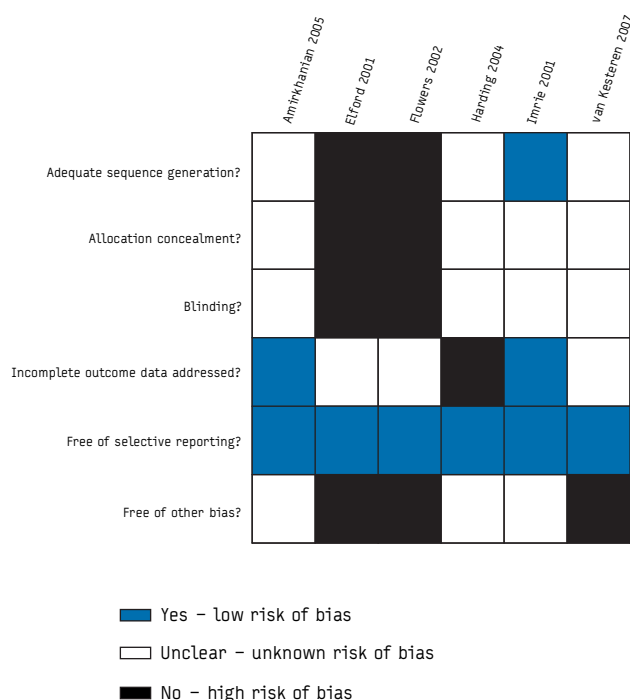 Amirkhanian 2005
Elford 2001
Flowers 2002
Harding 2004
Imrie 2001
van Kesteren 2007
Adequate sequence generation?
Allocation concealment?
Blinding?
Incomplete outcome data addressed?
Free of selective reporting?
Free of other bias?
Yes – low risk of bias
Unclear – unknown risk of bias
No – high risk of bias